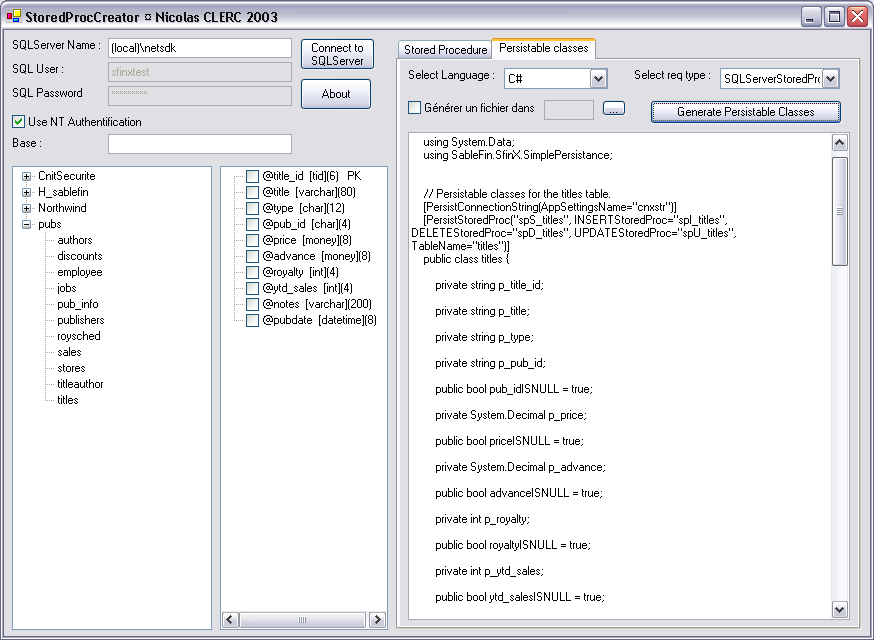 StoredProcCreator ¤ Nicolas CLERC 2003
SQLServer Name :
(local)\netsdk
Connect to
SQLServer
SQL User :
sfinxtest
SQL Password
*********
About
Use NT Authentification
Base :
CnitSecurite
H_sablefin
Northwind
pubs
authors
discounts
employee
jobs
pub_info
publishers
roysched
sales
stores
titleauthor
titles
@title_id [tid](6) PK
@title [varchar](80)
@type [char](12)
@pub_id [char](4)
@price [money](8)
@advance [money](8)
@royalty [int](4)
@ytd_sales [int](4)
@notes [varchar](200)
@pubdate [datetime](8)
Stored Procedure
Persistable classes
Select Language :
C#
Select req type :
SQLServerStoredPro
Générer un fichier dans
...
Generate Persistable Classes
using System.Data;
using SableFin.SfinX.SimplePersistance;
// Persistable classes for the titles table.
[PersistConnectionString(AppSettingsName="cnxstr")]
[PersistStoredProc("spS_titles", INSERTStoredProc="spI_titles",
DELETEStoredProc="spD_titles", UPDATEStoredProc="spU_titles",
TableName="titles")]
public class titles {
private string p_title_id;
private string p_title;
private string p_type;
private string p_pub_id;
public bool pub_idISNULL = true;
private System.Decimal p_price;
public bool priceISNULL = true;
private System.Decimal p_advance;
public bool advanceISNULL = true;
private int p_royalty;
public bool royaltyISNULL = true;
private int p_ytd_sales;
public bool ytd_salesISNULL = true;